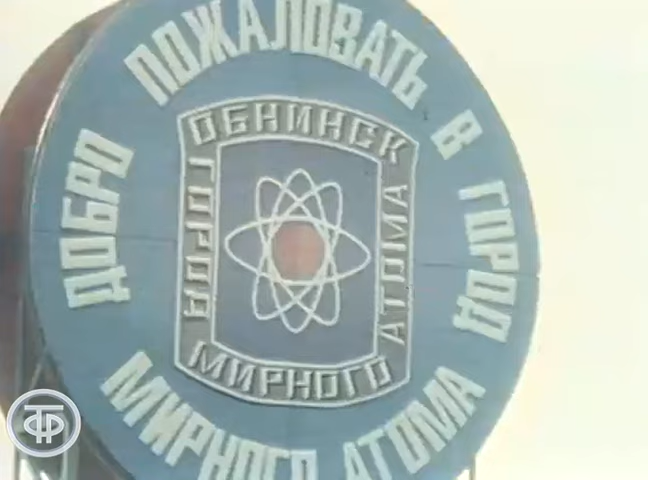 ДОБРО ПОЖАЛОВАТЬ В ГОРОД
МИРНОГО АТОМА
ОБНИНСК
ГОРОД
МИРНОГО
АТОМА